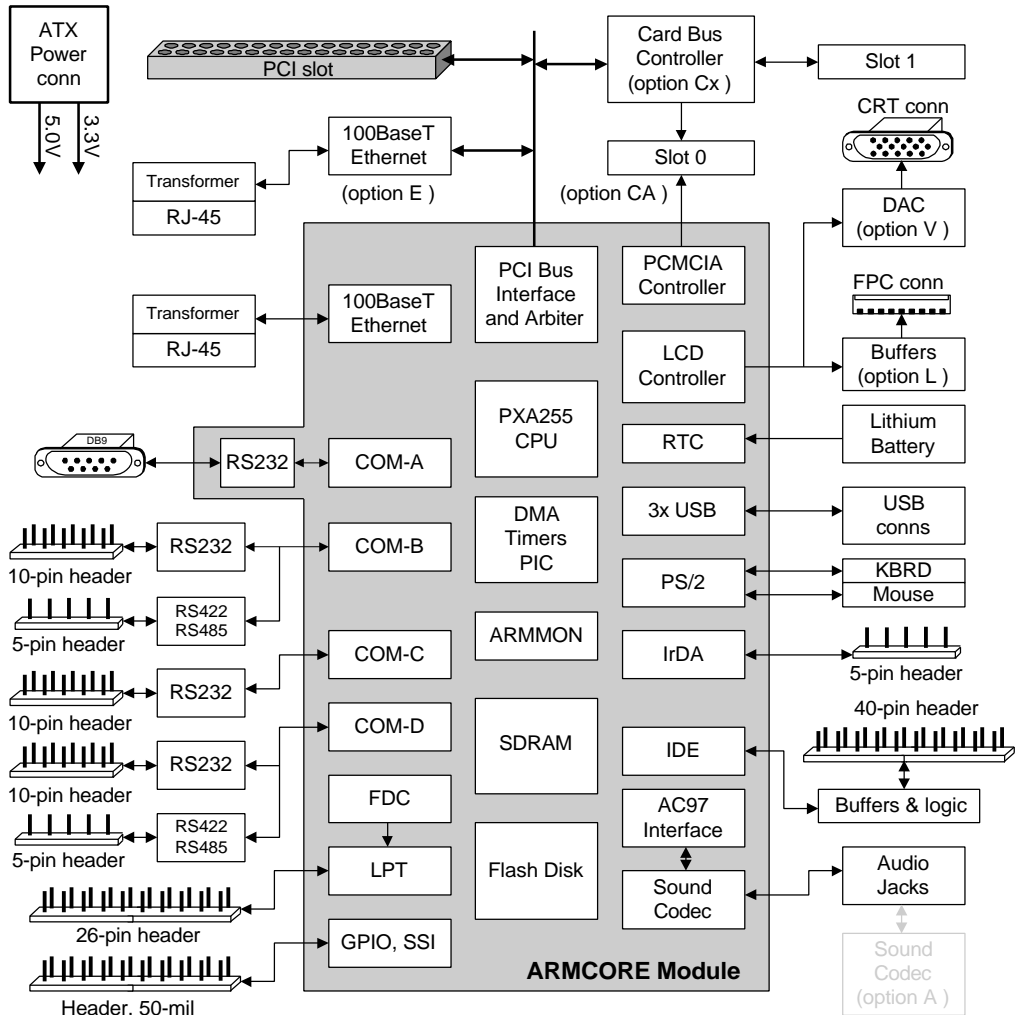 ATX
Power
conn
5.0V
3.3V
PCI slot
Card Bus
Controller
(option Cx )
Slot 1
CRT conn
100BaseT
Ethernet
(option E )
Transformer
RJ-45
Slot 0
(option CA )
DAC
(option V )
PCI Bus
Interface
and Arbiter
PCMCIA
Controller
FPC conn
Transformer
RJ-45
100BaseT
Ethernet
LCD
Controller
Buffers
(option L )
PXA255
CPU
RTC
Lithium
Battery
DB9
RS232
COM-A
3x USB
USB
conns
DMA
Timers
PIC
10-pin header
RS232
COM-B
PS/2
KBRD
Mouse
5-pin header
RS422
RS485
ARMMON
IrDA
5-pin header
10-pin header
RS232
COM-C
40-pin header
10-pin header
RS232
COM-D
SDRAM
IDE
Buffers & logic
5-pin header
RS422
RS485
FDC
AC97
Interface
LPT
Flash Disk
Sound
Codec
Audio
Jacks
26-pin header
GPIO, SSI
Sound
Codec
(option A )
ARMCORE Module
Header, 50-mil